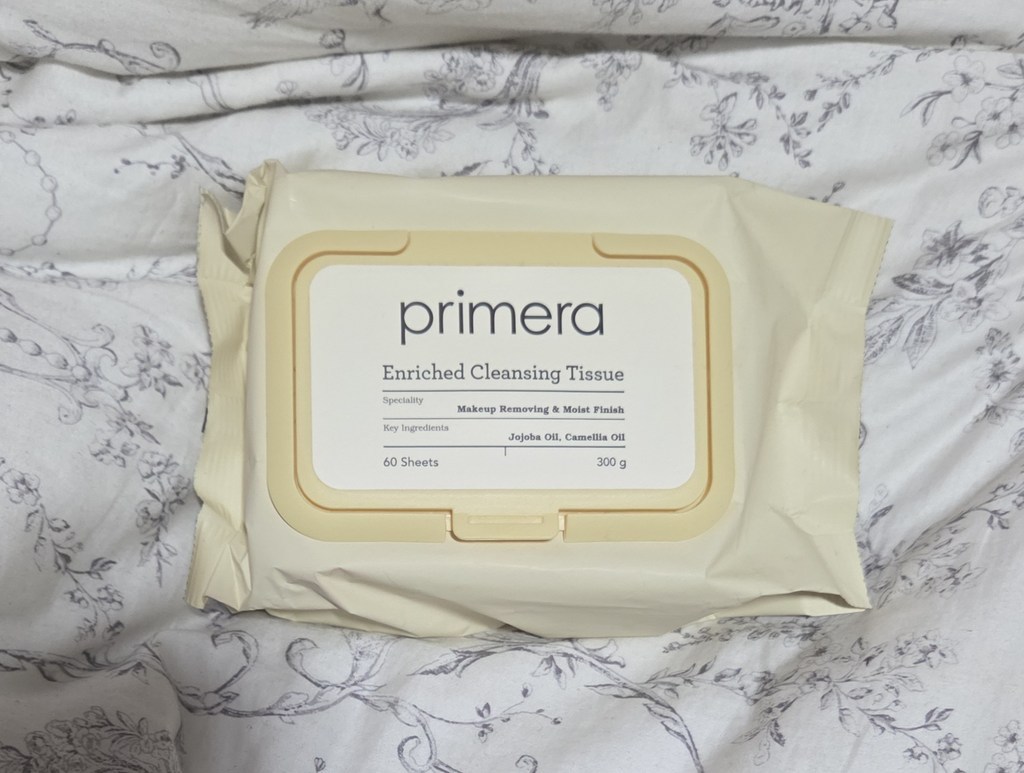 primera
Enriched Cleansing Tissue
Speciality
Makeup Removing & Moist Finish
Key Ingredients
Jojoba Oil, Camellia Oil
60 Sheets 300 g